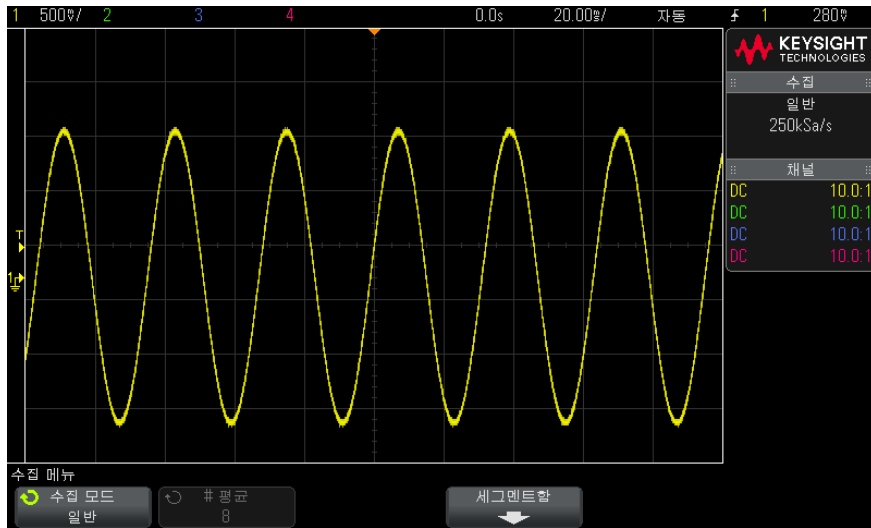 1 500㎷/ 2 3 4 0.0s 20.00㎳/ 자동 1 280㎷
KEYSIGHT
TECHNOLOGIES
수집
일반
250kSa/s
채널
DC 10.0:1
DC 10.0:1
DC 10.0:1
DC 10.0:1
T
1
수집 메뉴
수집 모드
일반
# 평균
8
세그멘트함